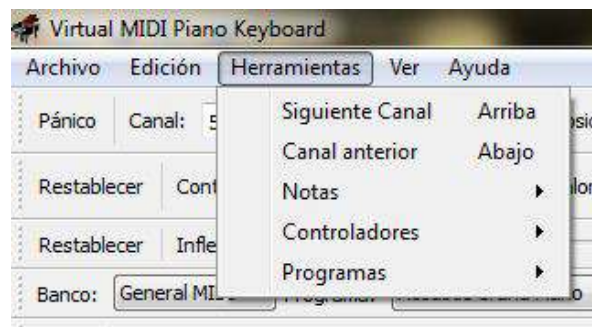 Virtual MIDI Piano Keyboard
Archivo Edición Herramientas Ver Ayuda
Pánico Canal: 5
Siguiente Canal Arriba
Canal anterior Abajo
Restablecer
Notas
Restablecer
Controladores
Programas
Banco: General